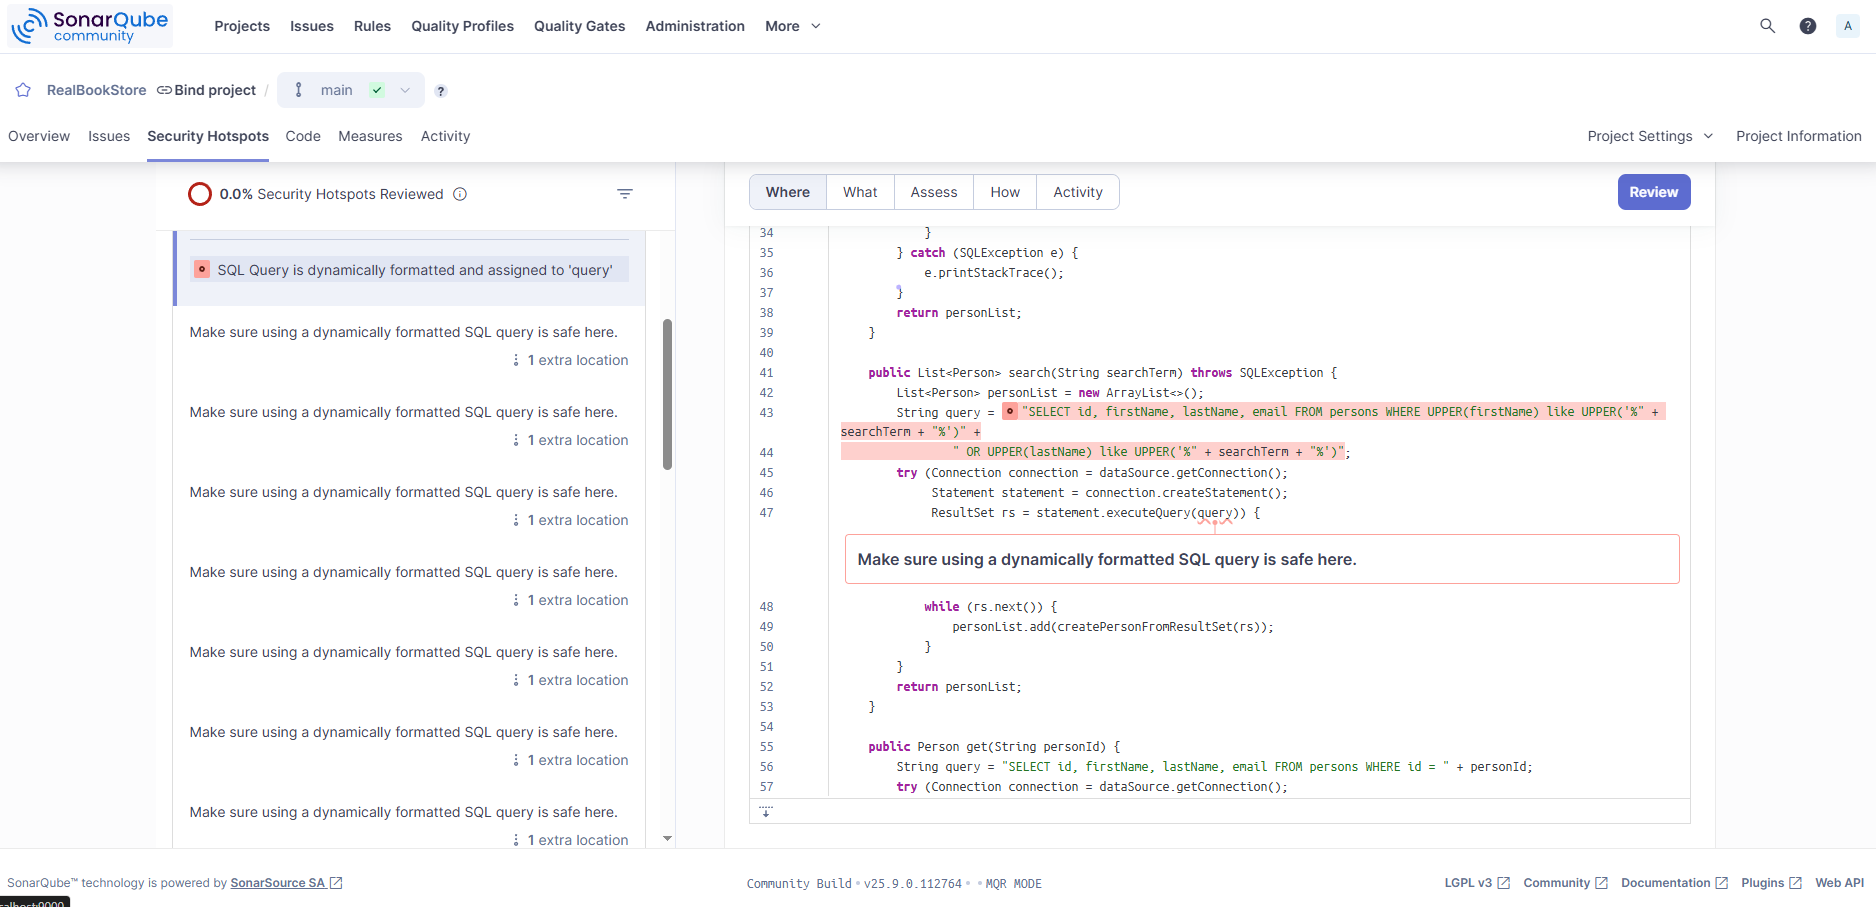 SonarQube community
Projects Issues Rules Quality Profiles Quality Gates Administration More
A
RealBookStore Bind project / main ?
Overview Issues Security Hotspots Code Measures Activity
Project Settings Project Information
0.0% Security Hotspots Reviewed
SQL Query is dynamically formatted and assigned to 'query'
Make sure using a dynamically formatted SQL query is safe here.
1 extra location
Make sure using a dynamically formatted SQL query is safe here.
1 extra location
Make sure using a dynamically formatted SQL query is safe here.
1 extra location
Make sure using a dynamically formatted SQL query is safe here.
1 extra location
Make sure using a dynamically formatted SQL query is safe here.
1 extra location
Make sure using a dynamically formatted SQL query is safe here.
1 extra location
Make sure using a dynamically formatted SQL query is safe here.
1 extra location
Where What Assess How Activity
Review
34 }
35 } catch (SQLException e) {
36 e.printStackTrace();
37 }
38 return personList;
39 }
40
41 public List<Person> search(String searchTerm) throws SQLException {
42 List<Person> personList = new ArrayList<>();
43 String query = "SELECT id, firstName, lastName, email FROM persons WHERE UPPER(firstName) like UPPER('%" +
searchTerm + "%')" +
44 " OR UPPER(lastName) like UPPER('%" + searchTerm + "%')";
45 try (Connection connection = dataSource.getConnection();
46 Statement statement = connection.createStatement();
47 ResultSet rs = statement.executeQuery(query)) {
Make sure using a dynamically formatted SQL query is safe here.
48 while (rs.next()) {
49 personList.add(createPersonFromResultSet(rs));
50 }
51 }
52 return personList;
53 }
54
55 public Person get(String personId) {
56 String query = "SELECT id, firstName, lastName, email FROM persons WHERE id = " + personId;
57 try (Connection connection = dataSource.getConnection();
SonarQube™ technology is powered by SonarSource SA
Community Build • v25.9.0.112764 • • MQR MODE
LGPL v3 Community Documentation Plugins Web API